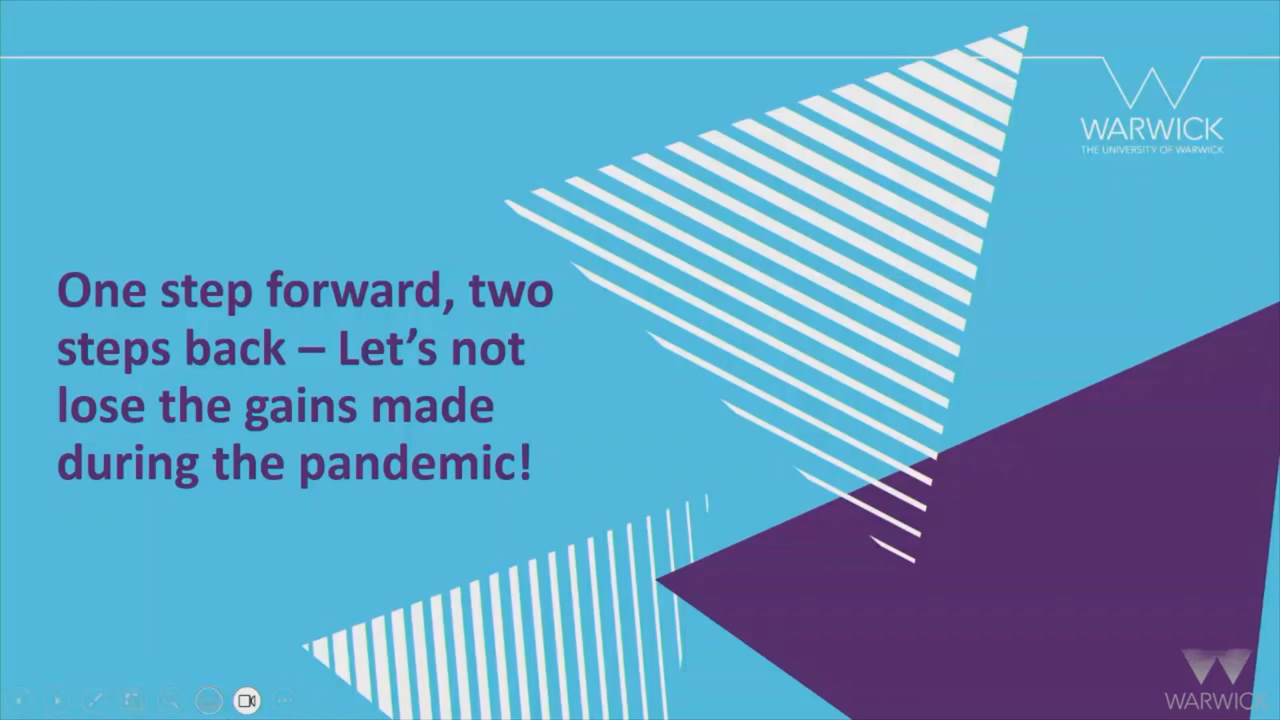 WARWICK
THE UNIVERSITY OF WARWICK
One step forward, two
steps back – Let’s not
lose the gains made
during the pandemic!
WARWICK